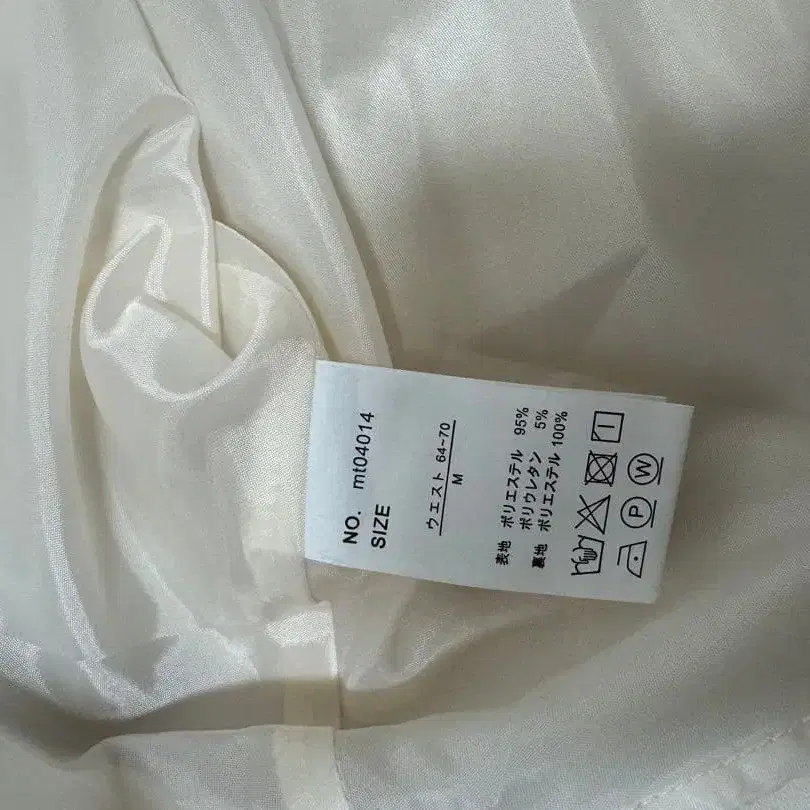 NO. mt04014
SIZE
ウエスト 64-70
M
表地 ポリエステル 95%
ポリウレタン 5%
裏地 ポリエステル 100%
P
W